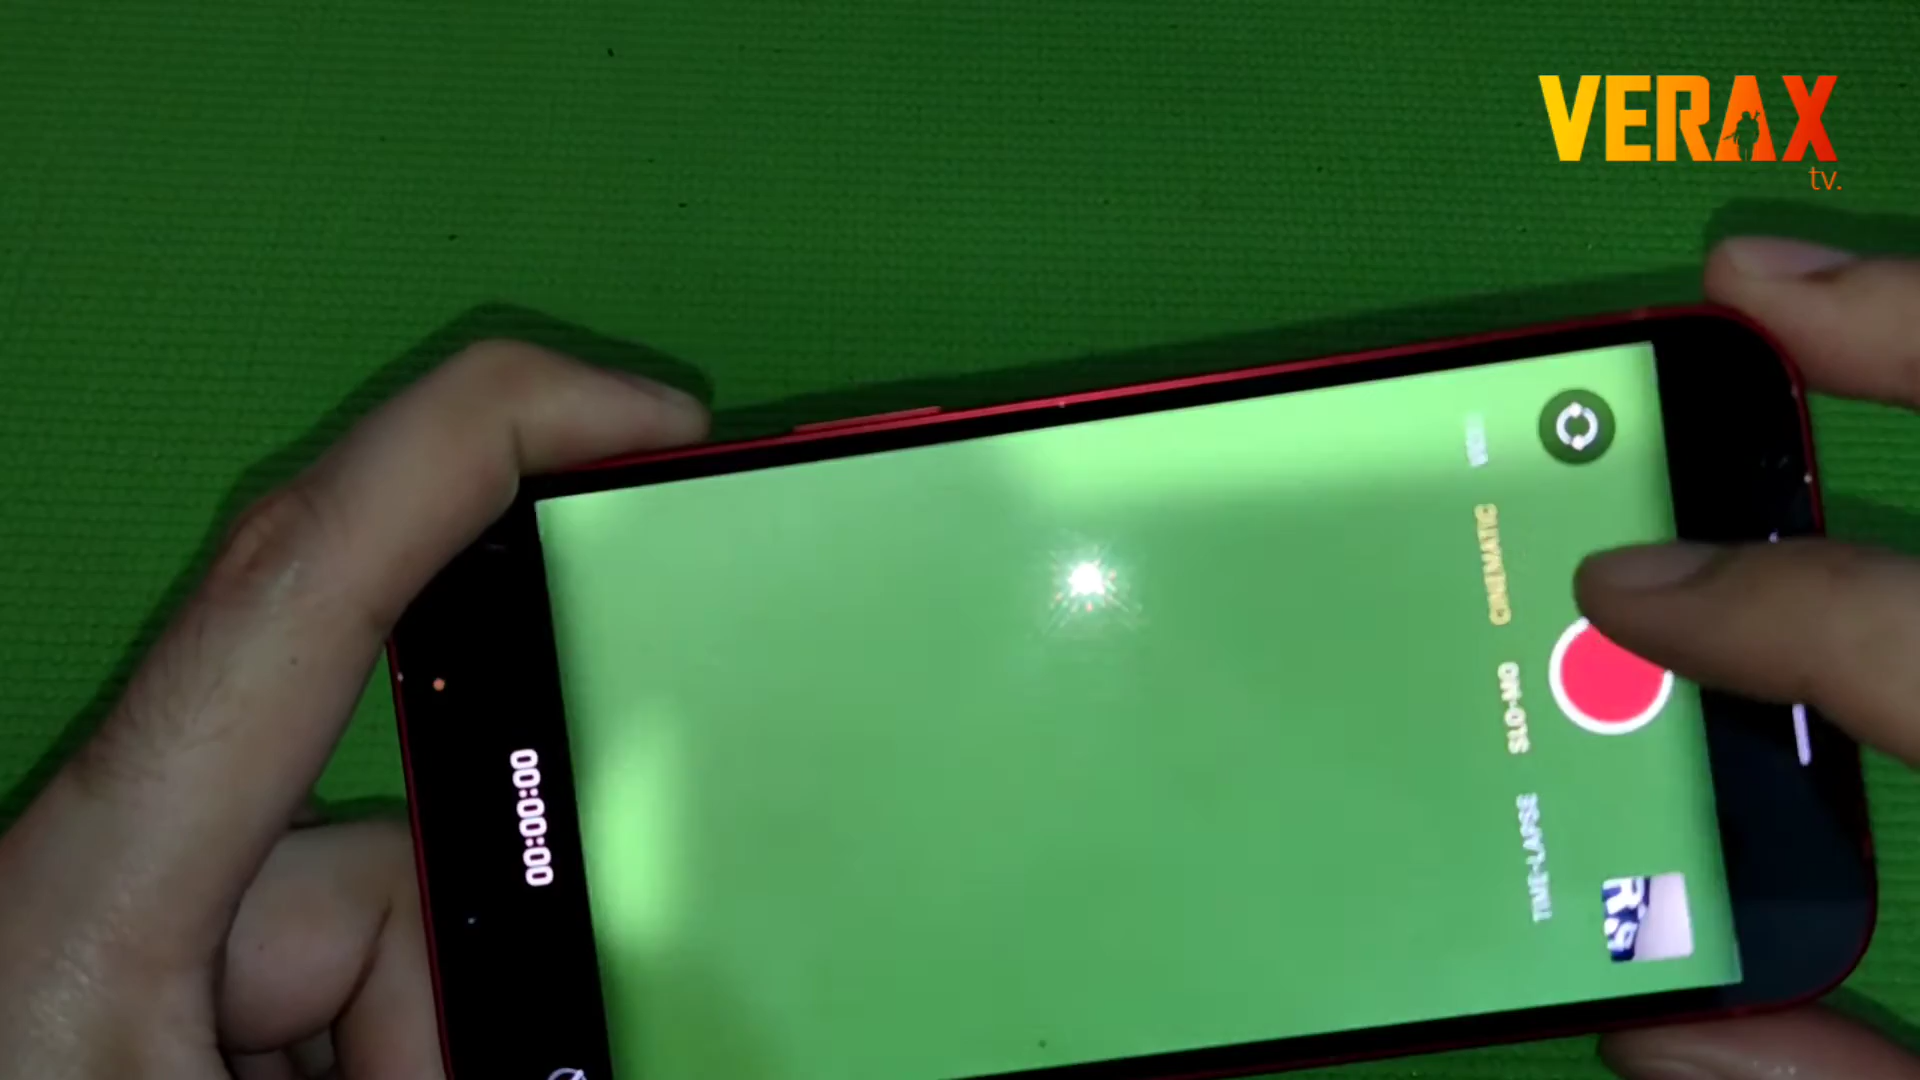 VERAX
tv.
CINEMATIC
SLO-MO
TIME-LAPSE
00:00:00